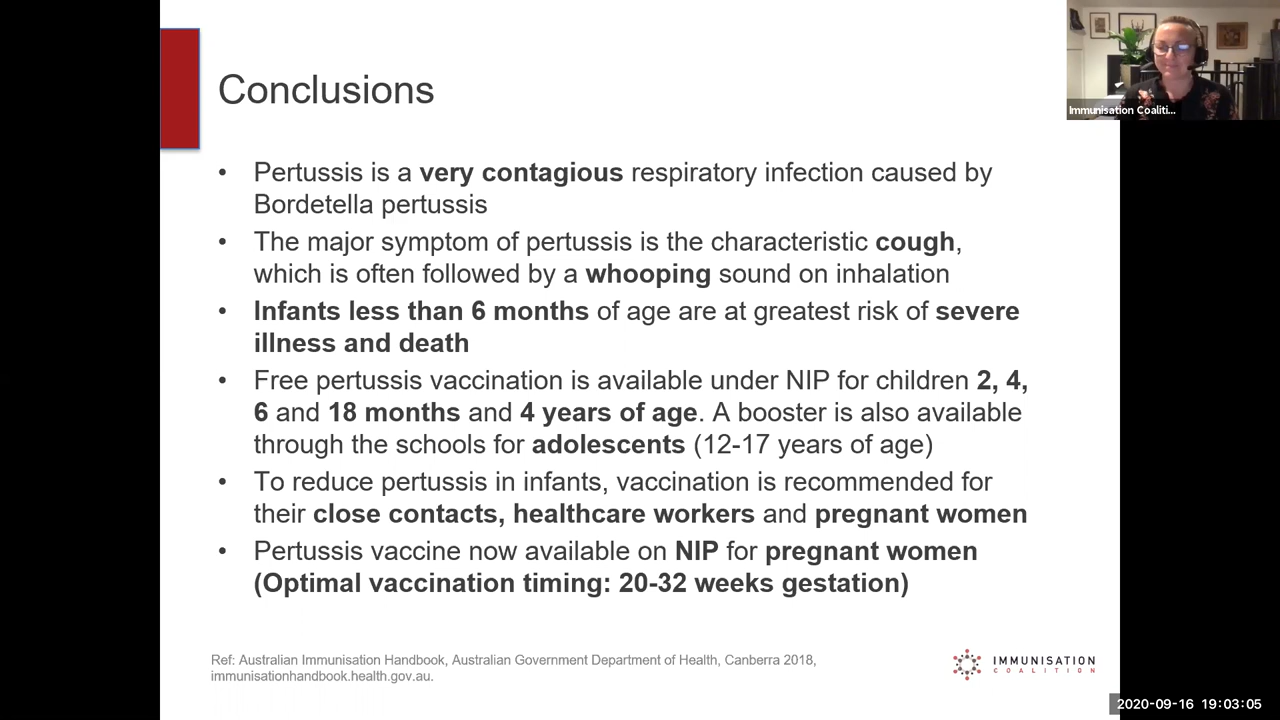 Conclusions
• Pertussis is a very contagious respiratory infection caused by
Bordetella pertussis
• The major symptom of pertussis is the characteristic cough,
which is often followed by a whooping sound on inhalation
• Infants less than 6 months of age are at greatest risk of severe
illness and death
• Free pertussis vaccination is available under NIP for children 2, 4,
6 and 18 months and 4 years of age. A booster is also available
through the schools for adolescents (12-17 years of age)
• To reduce pertussis in infants, vaccination is recommended for
their close contacts, healthcare workers and pregnant women
• Pertussis vaccine now available on NIP for pregnant women
(Optimal vaccination timing: 20-32 weeks gestation)
Ref: Australian Immunisation Handbook, Australian Government Department of Health, Canberra 2018,
immunisationhandbook.health.gov.au.
IMMUNISATION
COALITION
Immunisation Coaliti...
2020-09-16 19:03:05